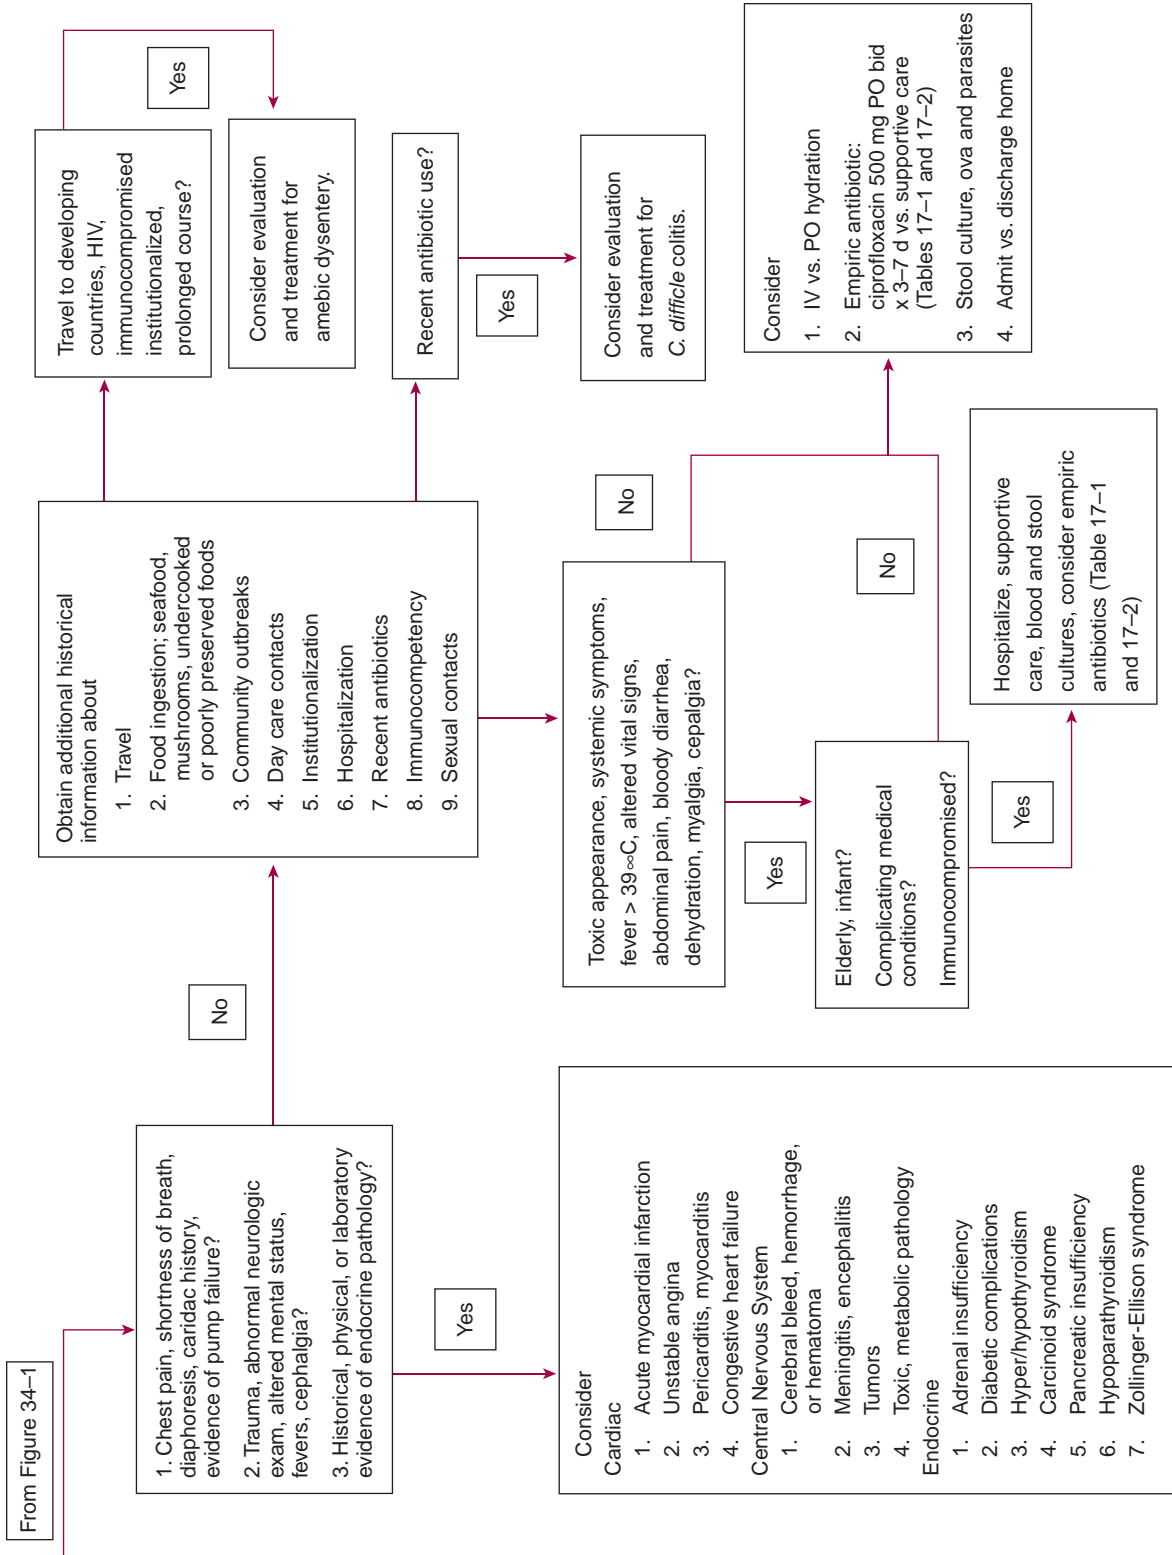 From Figure 34–1
1. Chest pain, shortness of breath,
diaphoresis, caridac history,
evidence of pump failure?
2. Trauma, abnormal neurologic
exam, altered mental status,
fevers, cephalgia?
3. Historical, physical, or laboratory
evidence of endocrine pathology?
Yes
Consider
Cardiac
1. Acute myocardial infarction
2. Unstable angina
3. Pericarditis, myocarditis
4. Congestive heart failure
Central Nervous System
1. Cerebral bleed, hemorrhage,
or hematoma
2. Meningitis, encephalitis
3. Tumors
4. Toxic, metabolic pathology
Endocrine
1. Adrenal insufficiency
2. Diabetic complications
3. Hyper/hypothyroidism
4. Carcinoid syndrome
5. Pancreatic insufficiency
6. Hypoparathyroidism
7. Zollinger-Ellison syndrome
No
Obtain additional historical
information about
1. Travel
2. Food ingestion; seafood,
mushrooms, undercooked
or poorly preserved foods
3. Community outbreaks
4. Day care contacts
5. Institutionalization
6. Hospitalization
7. Recent antibiotics
8. Immunocompetency
9. Sexual contacts
Travel to developing
countries, HIV,
immunocompromised
institutionalized,
prolonged course?
Yes
Consider evaluation
and treatment for
amebic dysentery.
Recent antibiotic use?
Yes
Consider evaluation
and treatment for
C. difficle colitis.
Toxic appearance, systemic symptoms,
fever > 39∞C, altered vital signs,
abdominal pain, bloody diarrhea,
dehydration, myalgia, cepalgia?
No
Yes
Elderly, infant?
Complicating medical
conditions?
Immunocompromised?
No
Yes
Hospitalize, supportive
care, blood and stool
cultures, consider empiric
antibiotics (Table 17–1
and 17–2)
Consider
1. IV vs. PO hydration
2. Empiric antibiotic:
ciprofloxacin 500 mg PO bid
x 3–7 d vs. supportive care
(Tables 17–1 and 17–2)
3. Stool culture, ova and parasites
4. Admit vs. discharge home